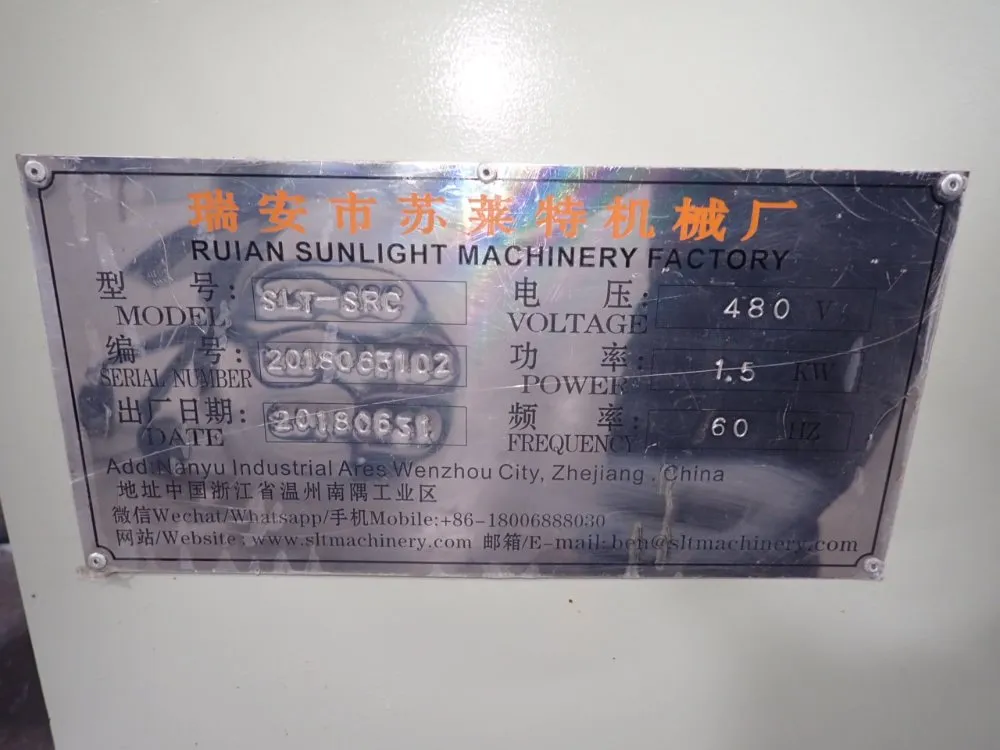 瑞安市苏莱特机械厂
RUIAN SUNLIGHT MACHINERY FACTORY
型 号: SLT-SRC 电 压: 480 V
MODEL VOLTAGE
编 号: 2018063102 功 率: 1.5 KW
SERIAL NUMBER POWER
出厂日期: 20180631 频 率: 60 HZ
DATE FREQUENCY
Add:Nanyu Industrial Ares Wenzhou City, Zhejiang , China
地址中国浙江省温州南隅工业区
微信Wechat/Whatsapp/手机Mobile:+86-18006888030
网站/Website: www.sltmachinery.com 邮箱/E-mail:ben@sltmachinery.com